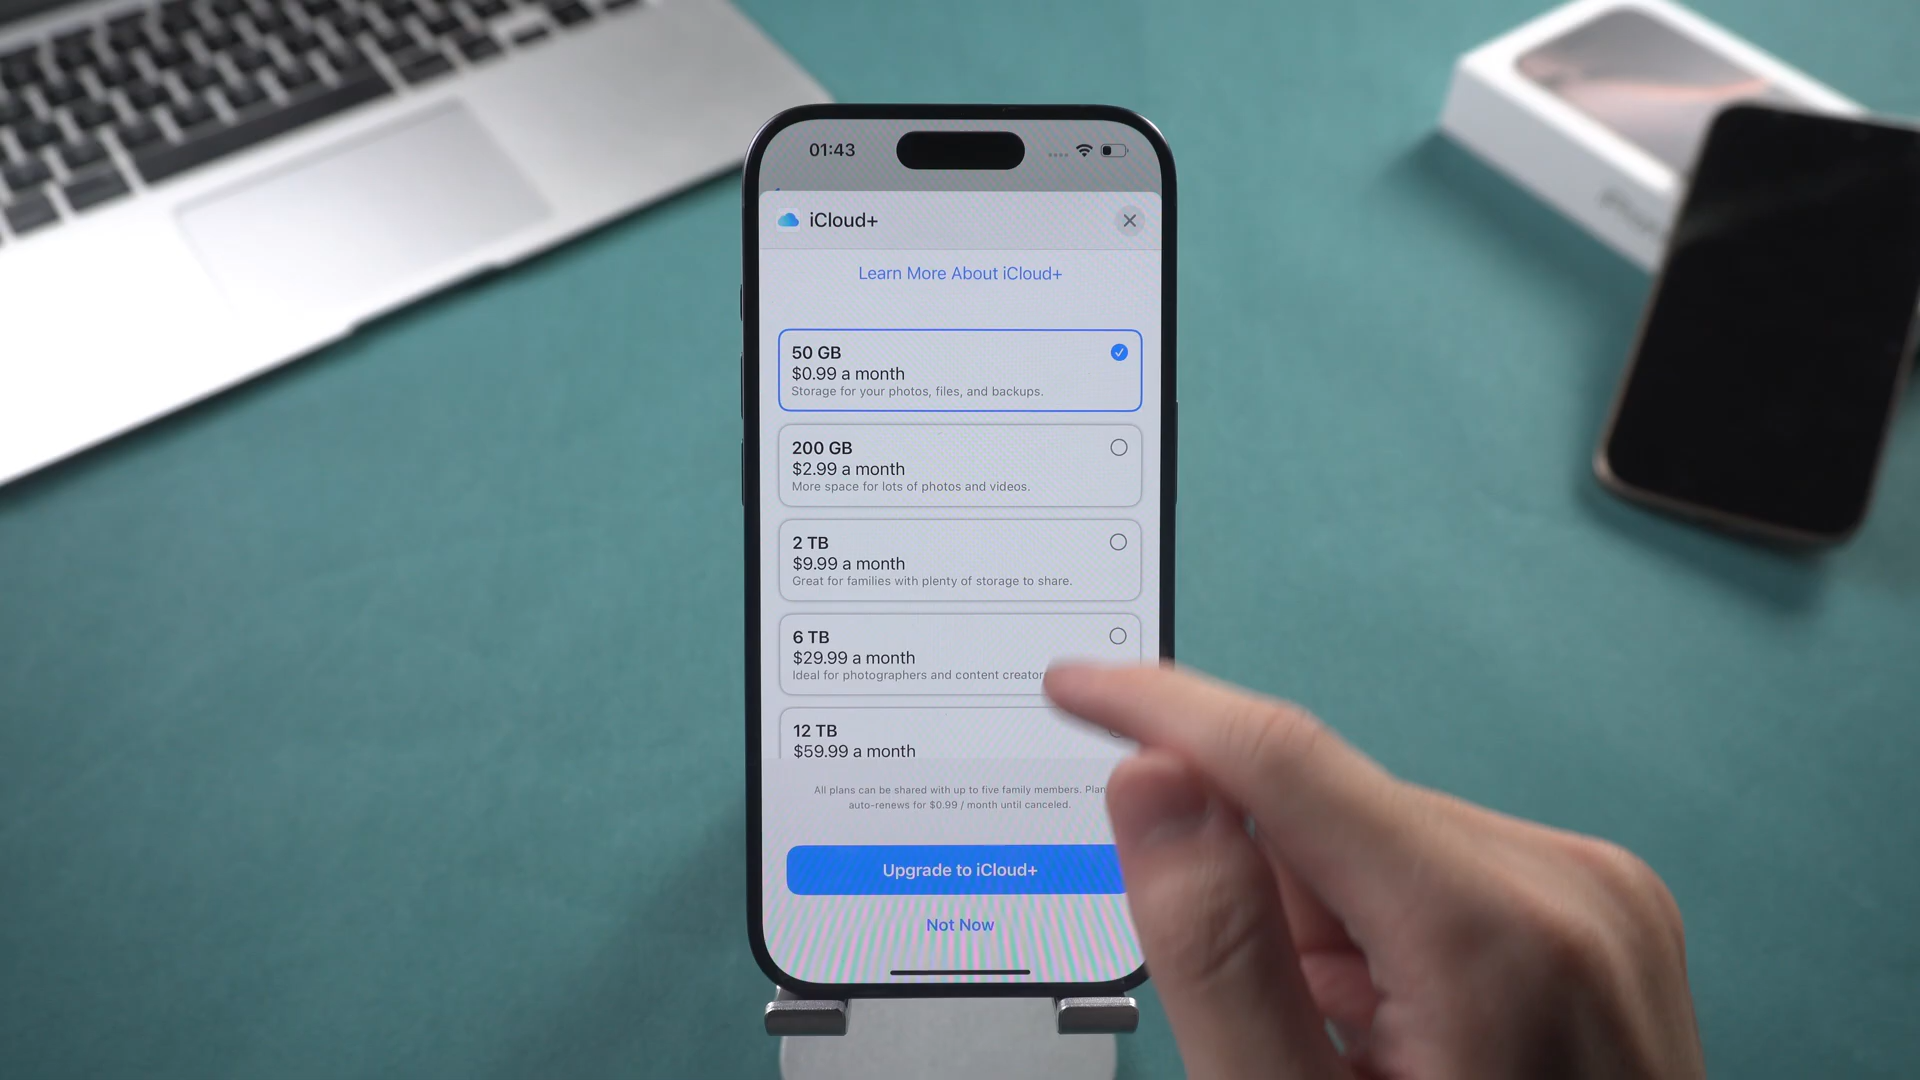 01:43
iCloud+
Learn More About iCloud+
50 GB
$0.99 a month
Storage for your photos, files, and backups.
200 GB
$2.99 a month
More space for lots of photos and videos.
2 TB
$9.99 a month
Great for families with plenty of storage to share.
6 TB
$29.99 a month
Ideal for photographers and content creator
12 TB
$59.99 a month
All plans can be shared with up to five family members. Plan
auto-renews for $0.99 / month until canceled.
Upgrade to iCloud+
Not Now